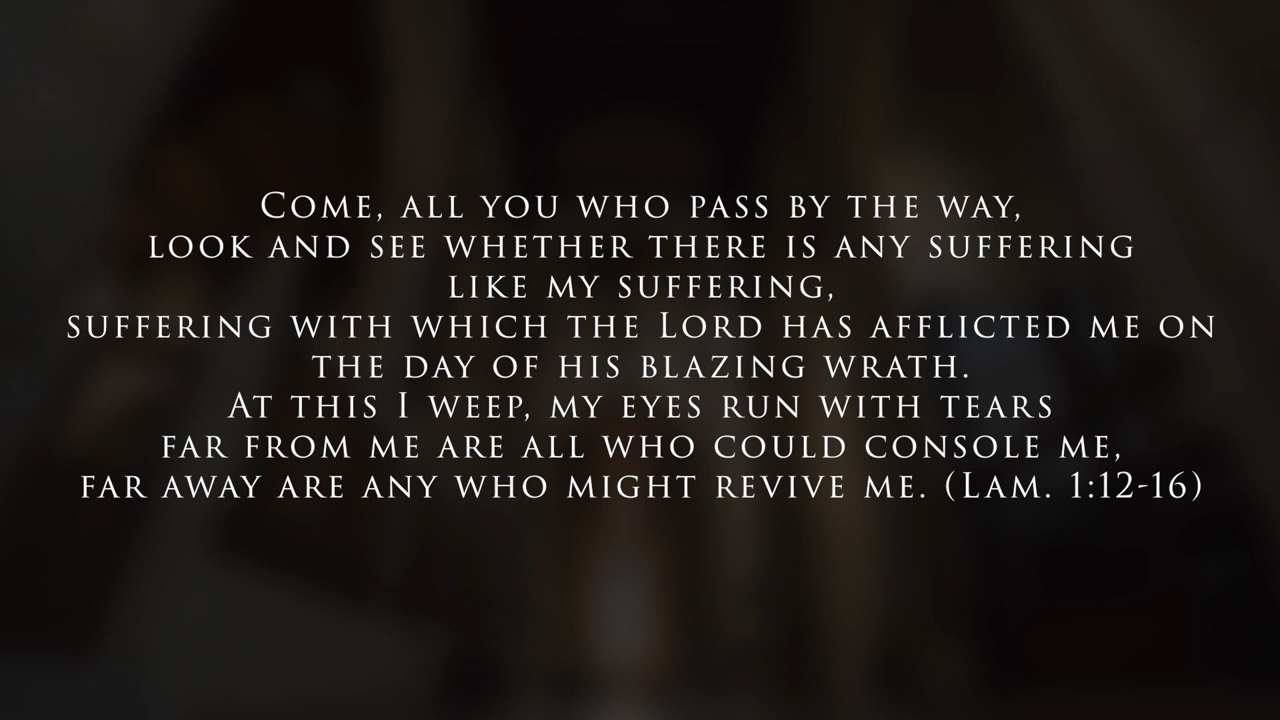 Come, all you who pass by the way,
look and see whether there is any suffering
like my suffering,
suffering with which the Lord has afflicted me on
the day of his blazing wrath.
At this I weep, my eyes run with tears
far from me are all who could console me,
far away are any who might revive me. (Lam. 1:12-16)